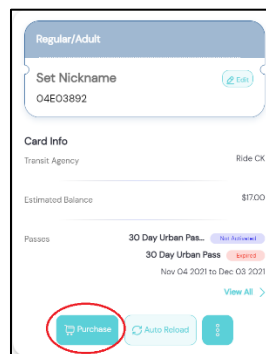 Regular/Adult
Set Nickname
Edit
04E03892
Card Info
Transit Agency Ride CK
Estimated Balance $17.00
Passes 30 Day Urban Pas... Not Activated
30 Day Urban Pass Expired
Nov 04 2021 to Dec 03 2021
View All >
Purchase Auto Reload